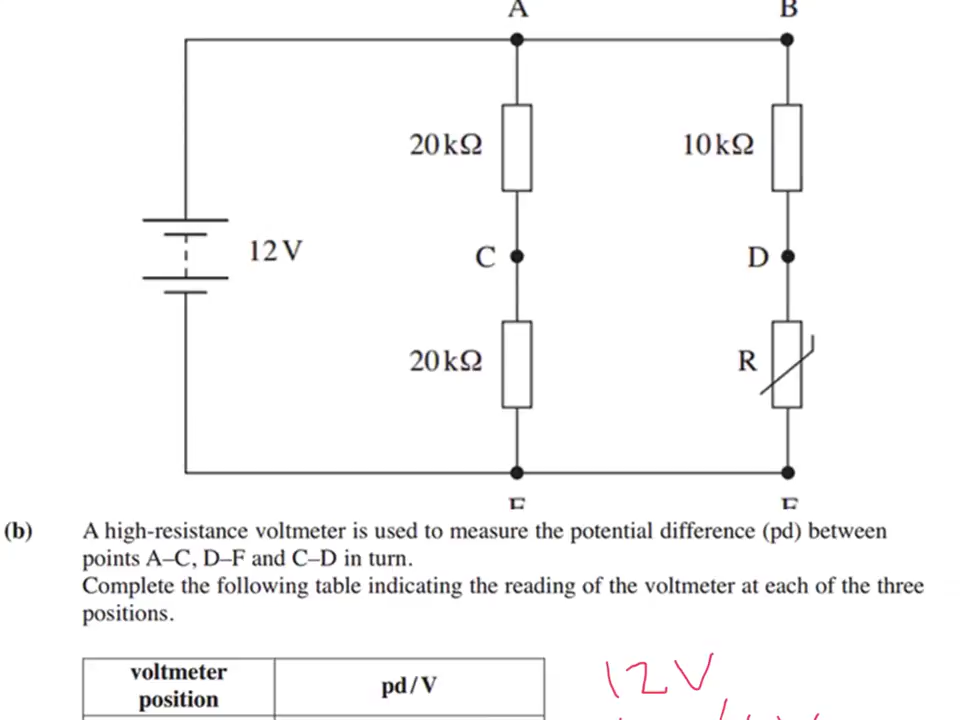 A B
20kΩ 10kΩ
12V C D
20kΩ R
(b) A high-resistance voltmeter is used to measure the potential difference (pd) between
points A–C, D–F and C–D in turn.
Complete the following table indicating the reading of the voltmeter at each of the three
positions.
voltmeter
position
pd/V
12V